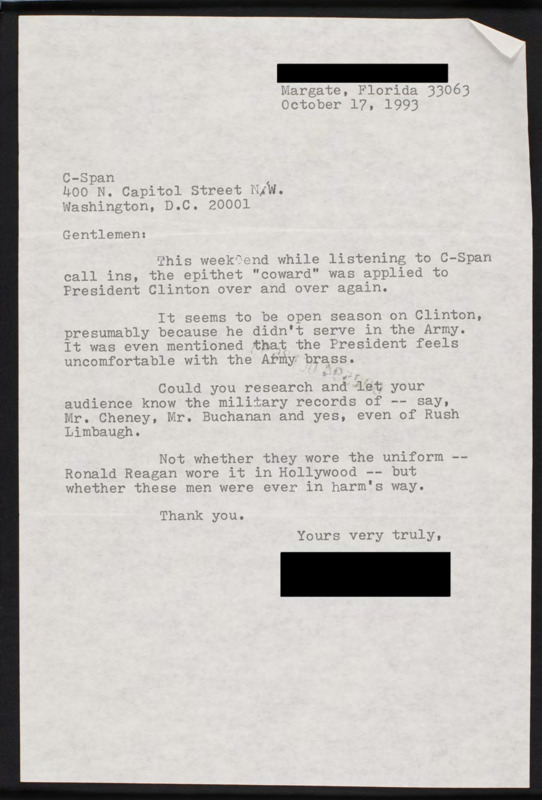 Margate, Florida 33063
October 17, 1993
C-Span
400 N. Capitol Street N.W.
Washington, D.C. 20001
Gentlemen:
This weekend while listening to C-Span
call ins, the epithet "coward" was applied to
President Clinton over and over again.
It seems to be open season on Clinton,
presumably because he didn't serve in the Army.
It was even mentioned that the President feels
uncomfortable with the Army brass.
Could you research and let your
audience know the military records of -- say,
Mr. Cheney, Mr. Buchanan and yes, even of Rush
Limbaugh.
Not whether they wore the uniform --
Ronald Reagan wore it in Hollywood -- but
whether these men were ever in harm's way.
Thank you.
Yours very truly,